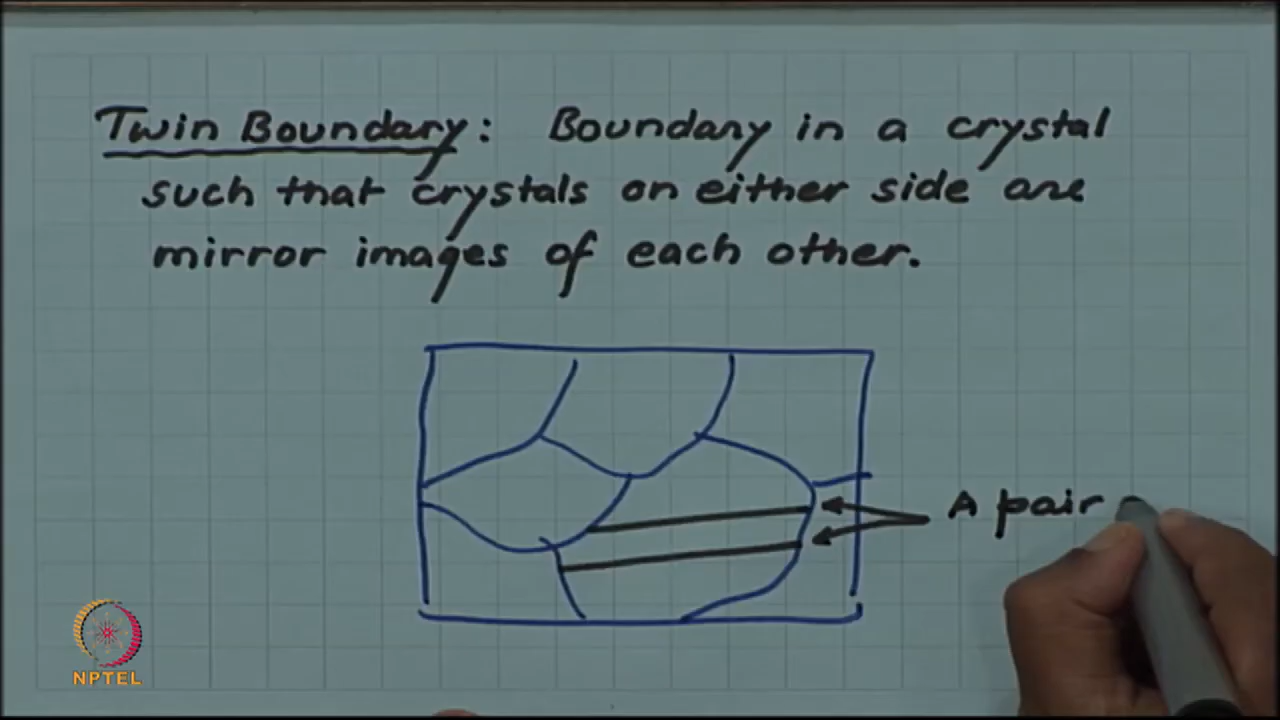 Twin Boundary: Boundary in a crystal
such that crystals on either side are
mirror images of each other.
A pair
NPTEL